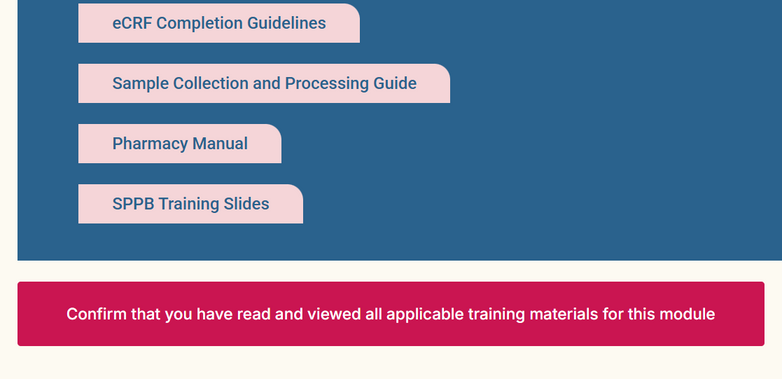 eCRF Completion Guidelines
Sample Collection and Processing Guide
Pharmacy Manual
SPPB Training Slides
Confirm that you have read and viewed all applicable training materials for this module